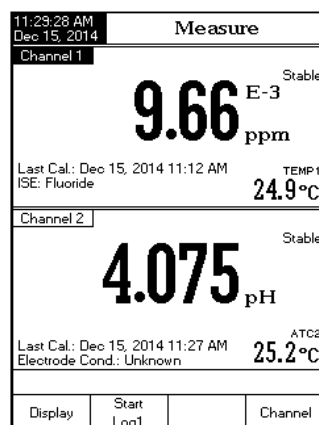 11:29:28 AM
Dec 15, 2014
Measure
Channel 1
Stable
9.66 E-3
ppm
Last Cal.: Dec 15, 2014 11:12 AM
ISE: Fluoride
TEMP1
24.9°C
Channel 2
Stable
4.075 pH
Last Cal.: Dec 15, 2014 11:27 AM
Electrode Cond.: Unknown
ATC2
25.2°C
Display
Start
Log1
Channel